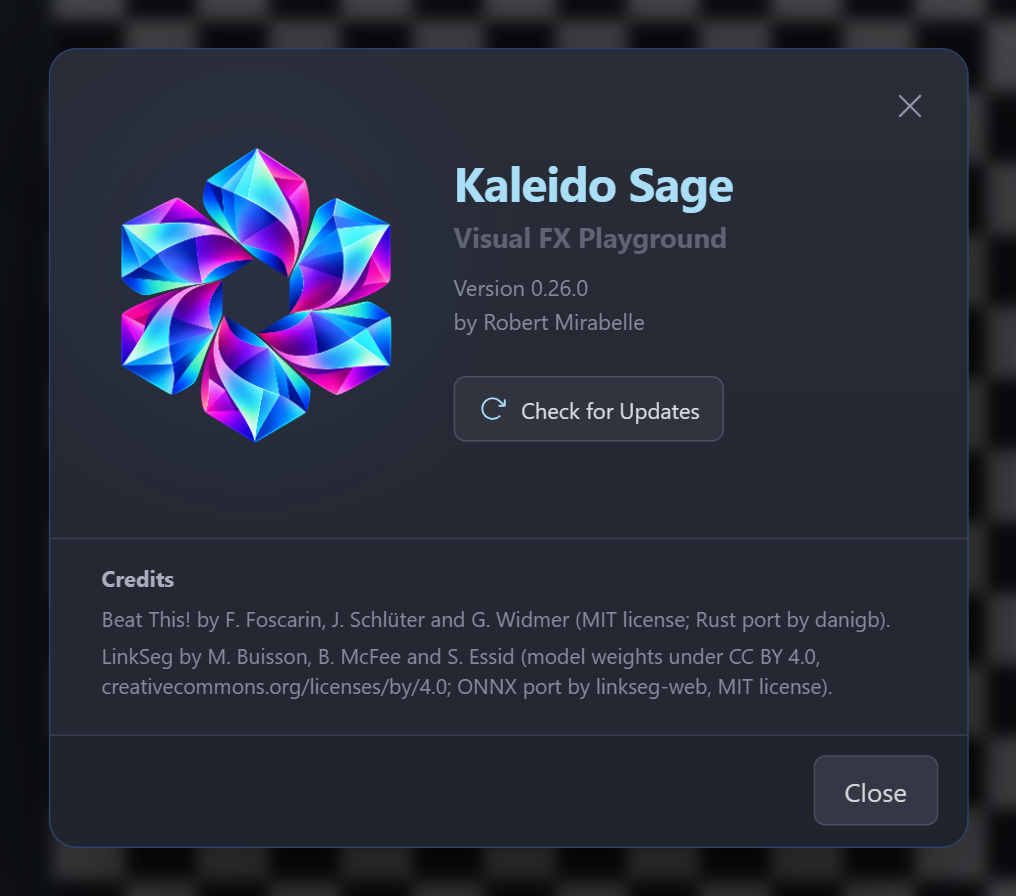 Kaleido Sage
Visual FX Playground
Version 0.26.0
by Robert Mirabelle
Check for Updates
Credits
Beat This! by F. Foscarin, J. Schlüter and G. Widmer (MIT license; Rust port by danigb).
LinkSeg by M. Buisson, B. McFee and S. Essid (model weights under CC BY 4.0,
creativecommons.org/licenses/by/4.0; ONNX port by linkseg-web, MIT license).
Close